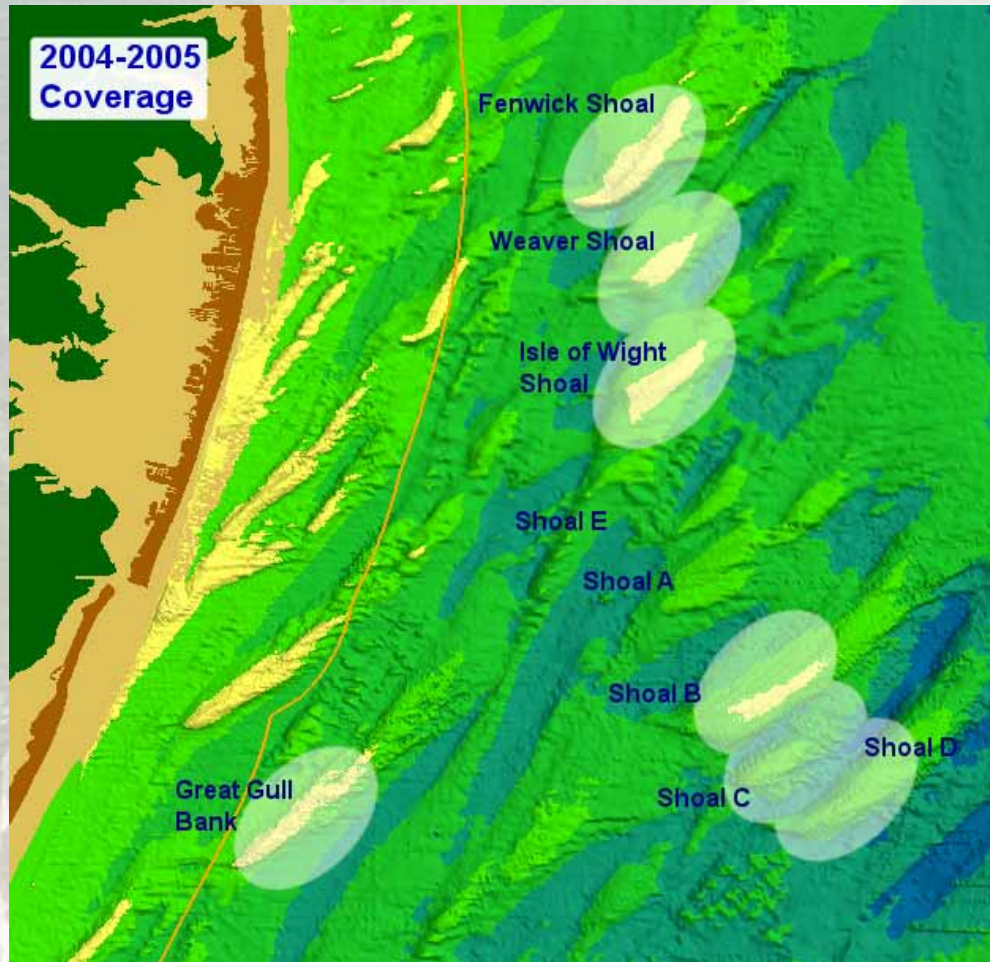 2004-2005
Coverage
Fenwick Shoal
Weaver Shoal
Isle of Wight
Shoal
Shoal E
Shoal A
Shoal B
Shoal D
Great Gull
Bank
Shoal C